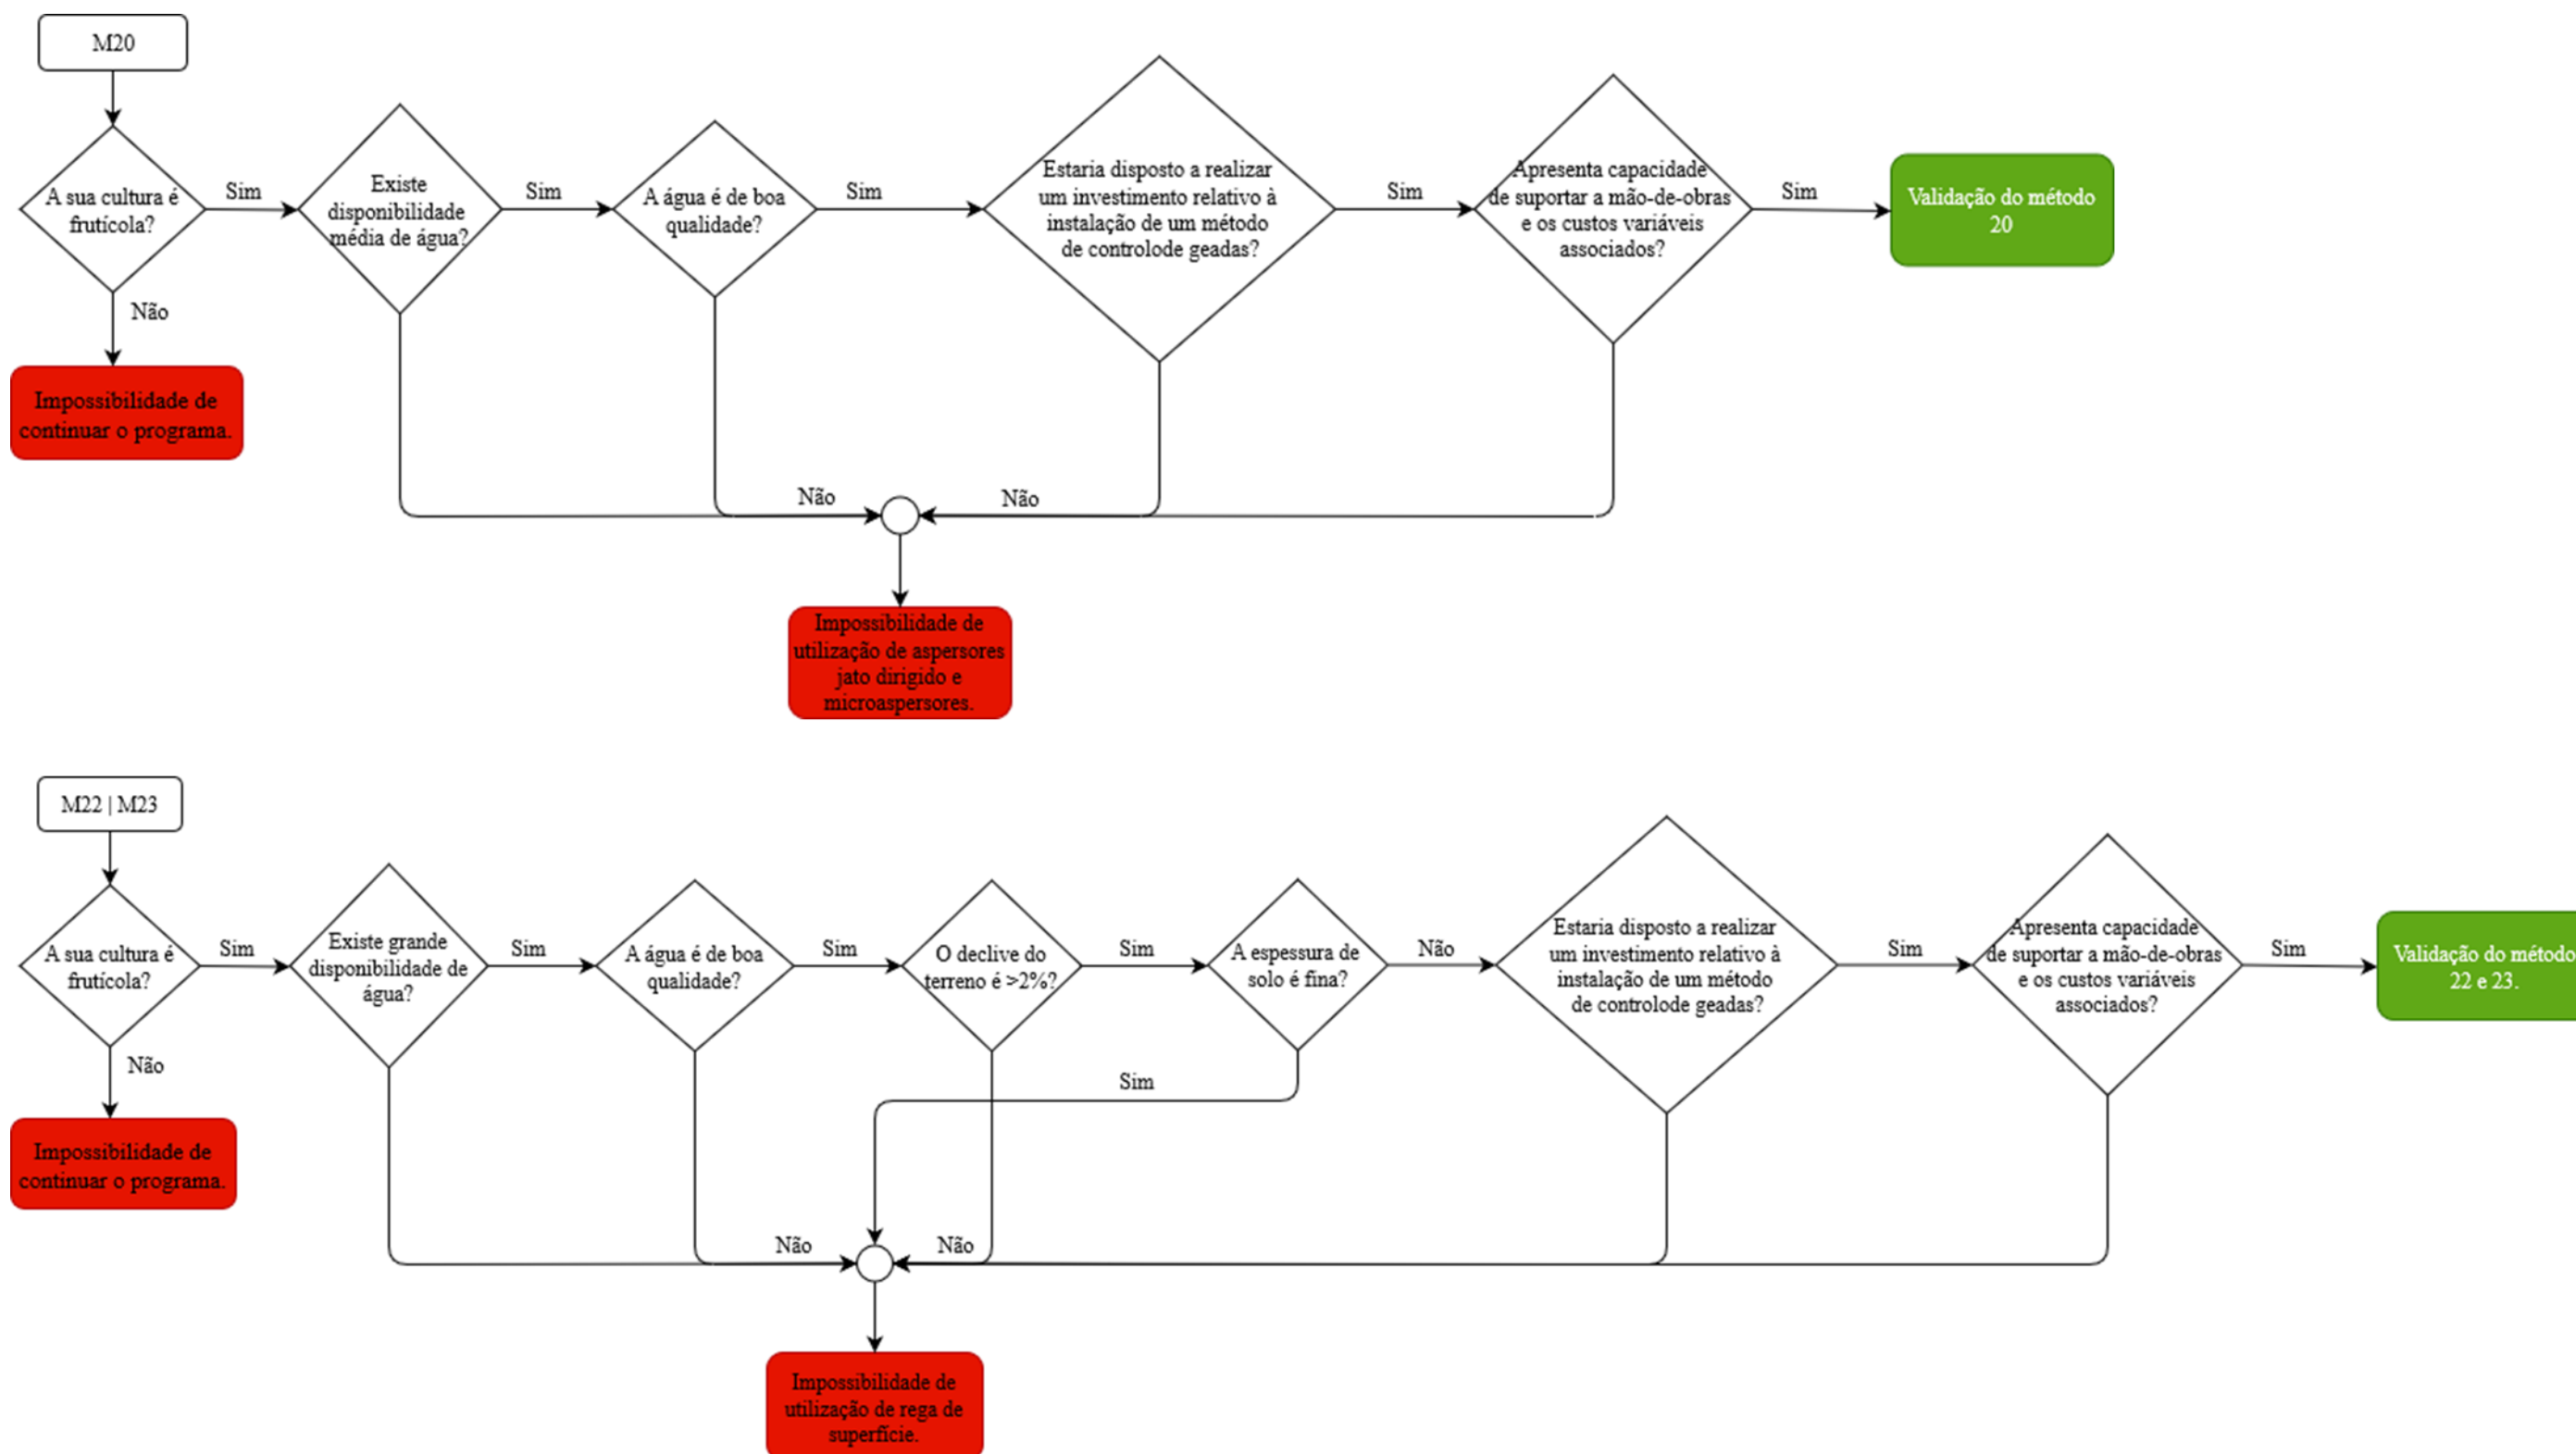 M20
A sua cultura é
frutícola?
Sim
Existe
disponibilidade
média de água?
Sim
A água é de boa
qualidade?
Sim
Estaria disposto a realizar
um investimento relativo à
instalação de um método
de controlode geadas?
Sim
Apresenta capacidade
de suportar a mão-de-obras
e os custos variáveis
associados?
Sim
Validação do método
20
Não
Impossibilidade de
continuar o programa.
Não
Não
Impossibilidade de
utilização de aspersores
jato dirigido e
microaspersores.
M22 | M23
A sua cultura é
frutícola?
Sim
Existe grande
disponibilidade de
água?
Sim
A água é de boa
qualidade?
Sim
O declive do
terreno é >2%?
Sim
A espessura de
solo é fina?
Não
Estaria disposto a realizar
um investimento relativo à
instalação de um método
de controlode geadas?
Sim
Apresenta capacidade
de suportar a mão-de-obras
e os custos variáveis
associados?
Sim
Validação do método
22 e 23.
Não
Sim
Impossibilidade de
continuar o programa.
Não
Não
Impossibilidade de
utilização de rega de
superfície.